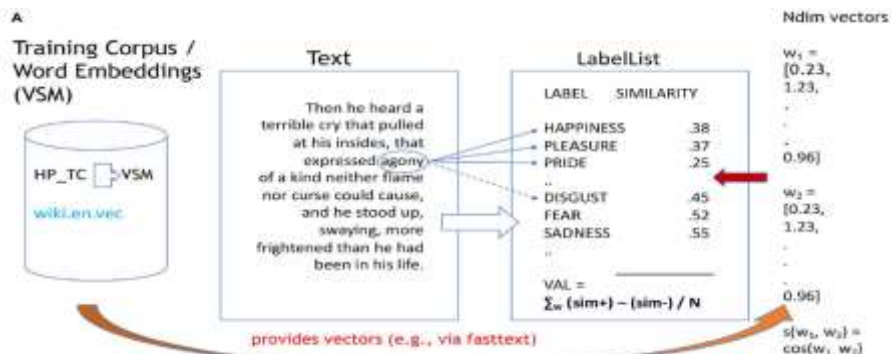 A
Training Corpus /
Word Embeddings
(VSM)
HP_TC VSM
wiki.en.vec
Text
Then he heard a
terrible cry that pulled
at his insides, that
expressed agony
of a kind neither flame
nor curse could cause,
and he stood up,
swaying, more
frightened than he had
been in his life.
provides vectors (e.g., via fasttext)
LabelList
LABEL SIMILARITY
HAPPINESS .38
PLEASURE .37
PRIDE .25
..
DISGUST .45
FEAR .52
SADNESS .55
..
VAL =
∑w (sim+) – (sim-) / N
Ndim vectors
w₁ =
[0.23,
1.23,
.
.
.
0.96]
w₂ =
[0.23,
1.23,
.
.
.
0.96]
s(w₁, w₂) =
cos(w₁, w₂)